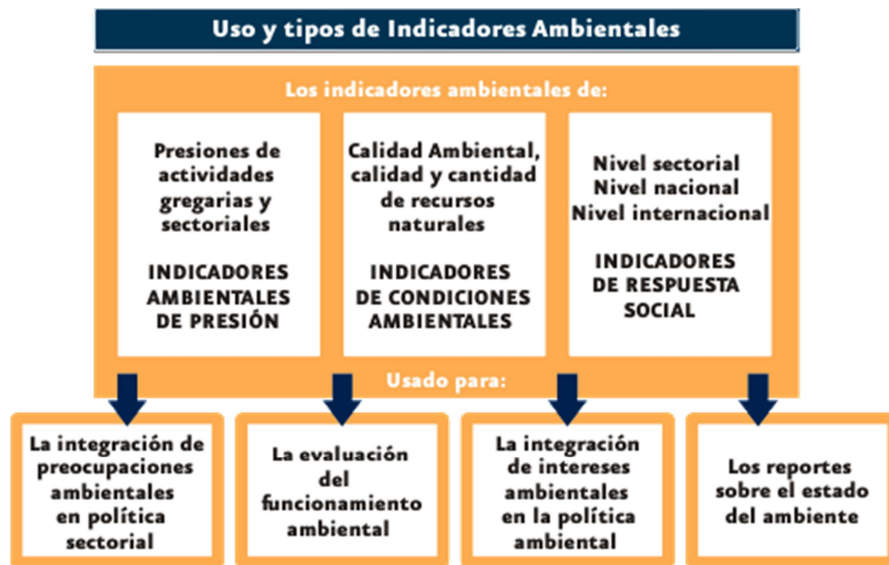 Uso y tipos de Indicadores Ambientales
Los indicadores ambientales de:
Presiones de
actividades
gregarias y
sectoriales
INDICADORES
AMBIENTALES
DE PRESIÓN
Calidad Ambiental,
calidad y cantidad
de recursos
naturales
INDICADORES
DE CONDICIONES
AMBIENTALES
Nivel sectorial
Nivel nacional
Nivel internacional
INDICADORES
DE RESPUESTA
SOCIAL
Usado para:
La integración de
preocupaciones
ambientales
en política
sectorial
La evaluación
del
funcionamiento
ambiental
La integración
de intereses
ambientales
en la política
ambiental
Los reportes
sobre el estado
del ambiente